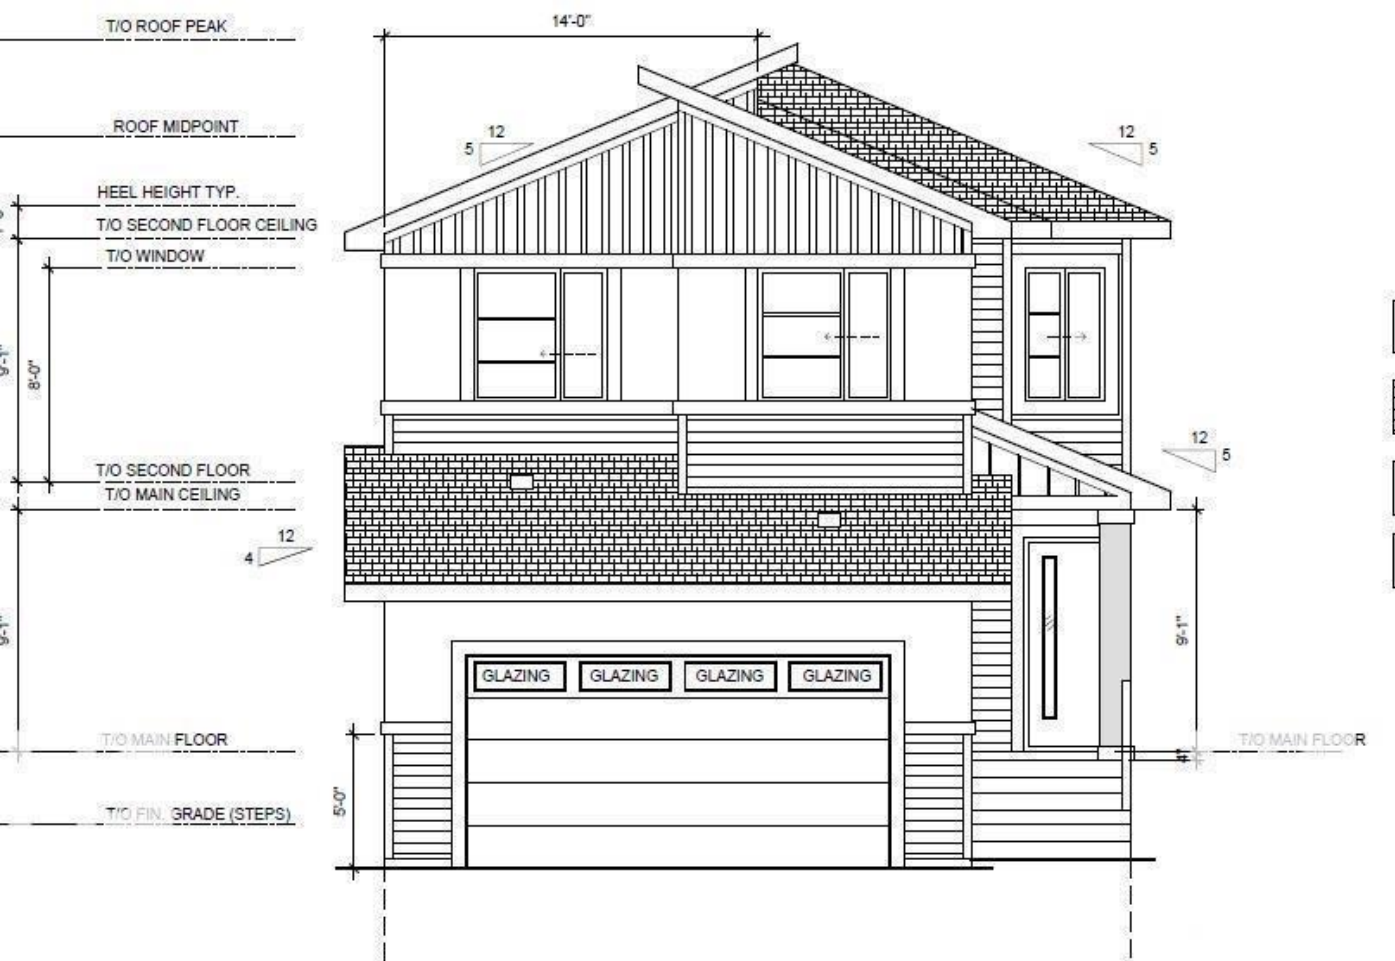 T/O ROOF PEAK
14'-0"
ROOF MIDPOINT
12
5
12
5
HEEL HEIGHT TYP.
T/O SECOND FLOOR CEILING
T/O WINDOW
9'-1"
8'-0"
12
5
T/O SECOND FLOOR
T/O MAIN CEILING
12
4
9'-1"
9'-1"
GLAZING GLAZING GLAZING GLAZING
T/O MAIN FLOOR
T/O MAIN FLOOR
4"
5'-0"
T/O FIN. GRADE (STEPS)